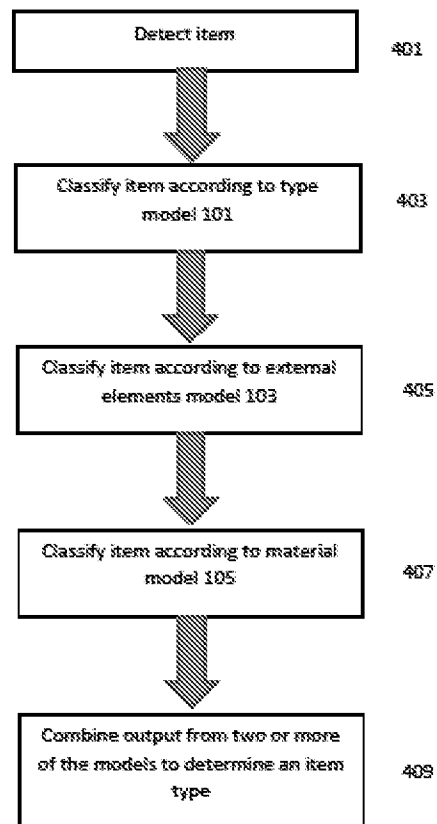 Detect item
401
Classify item according to type
model 101
403
Classify item according to external
elements model 103
405
Classify item according to material
model 105
407
Combine output from two or more
of the models to determine an item
type
409